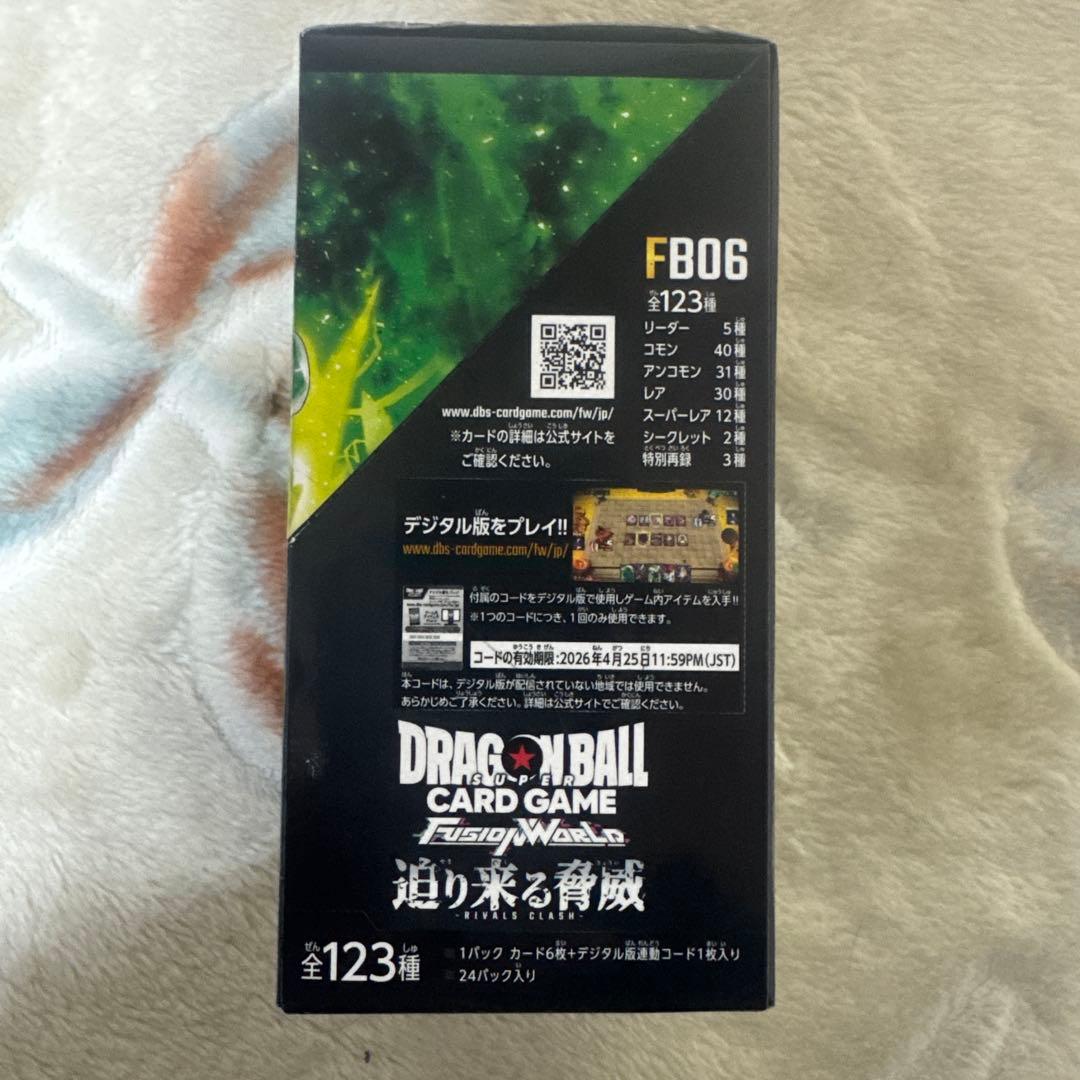 FB06
全123種
リーダー 5種
コモン 40種
アンコモン 31種
レア 30種
スーパーレア 12種
シークレット 2種
特別再録 3種
www.dbs-cardgame.com/fw/jp/
※カードの詳細は公式サイトを
ご確認ください。
デジタル版をプレイ!!
www.dbs-cardgame.com/fw/jp/
付属のコードをデジタル版で使用しゲーム内アイテムを入手!!
※1つのコードにつき、1回のみ使用できます。
コードの有効期限:2026年4月25日11:59PM(JST)
本コードは、デジタル版が配信されていない地域では使用できません。
あらかじめご了承ください。詳細は公式サイトでご確認ください。
DRAGON BALL
SUPER
CARD GAME
FUSION WORLD
迫り来る脅威
-RIVALS CLASH-
全123種
1パック カード6枚+デジタル版連動コード1枚入り
24パック入り